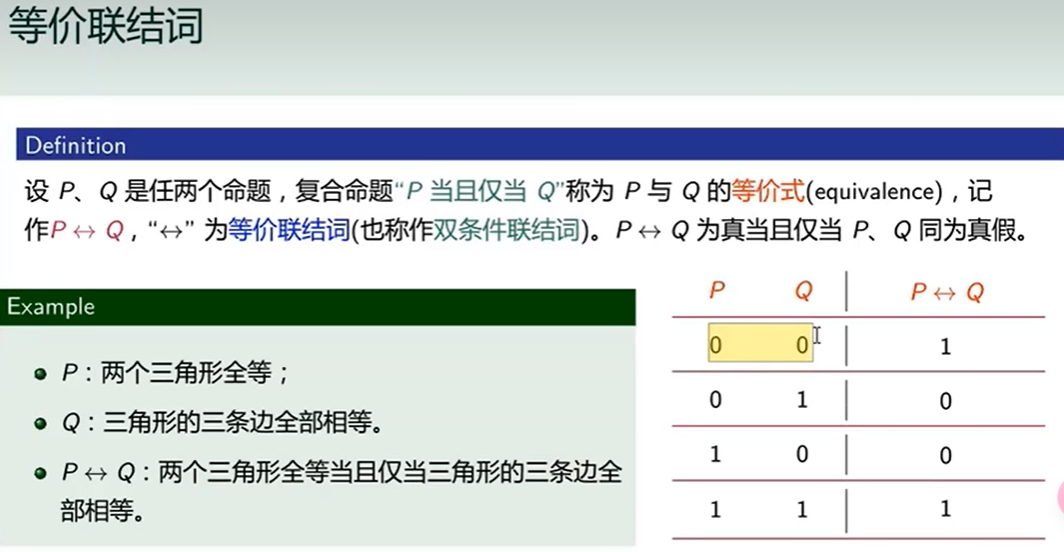 等价联结词
Definition
设 P、Q 是任两个命题，复合命题“P 当且仅当 Q”称为 P 与 Q 的等价式(equivalence)，记
作P ↔ Q，“↔” 为等价联结词(也称作双条件联结词)。P ↔ Q 为真当且仅当 P、Q 同为真假。
Example
P：两个三角形全等；
Q：三角形的三条边全部相等。
P ↔ Q：两个三角形全等当且仅当三角形的三条边全
部相等。
P Q P ↔ Q
0 0 1
0 1 0
1 0 0
1 1 1